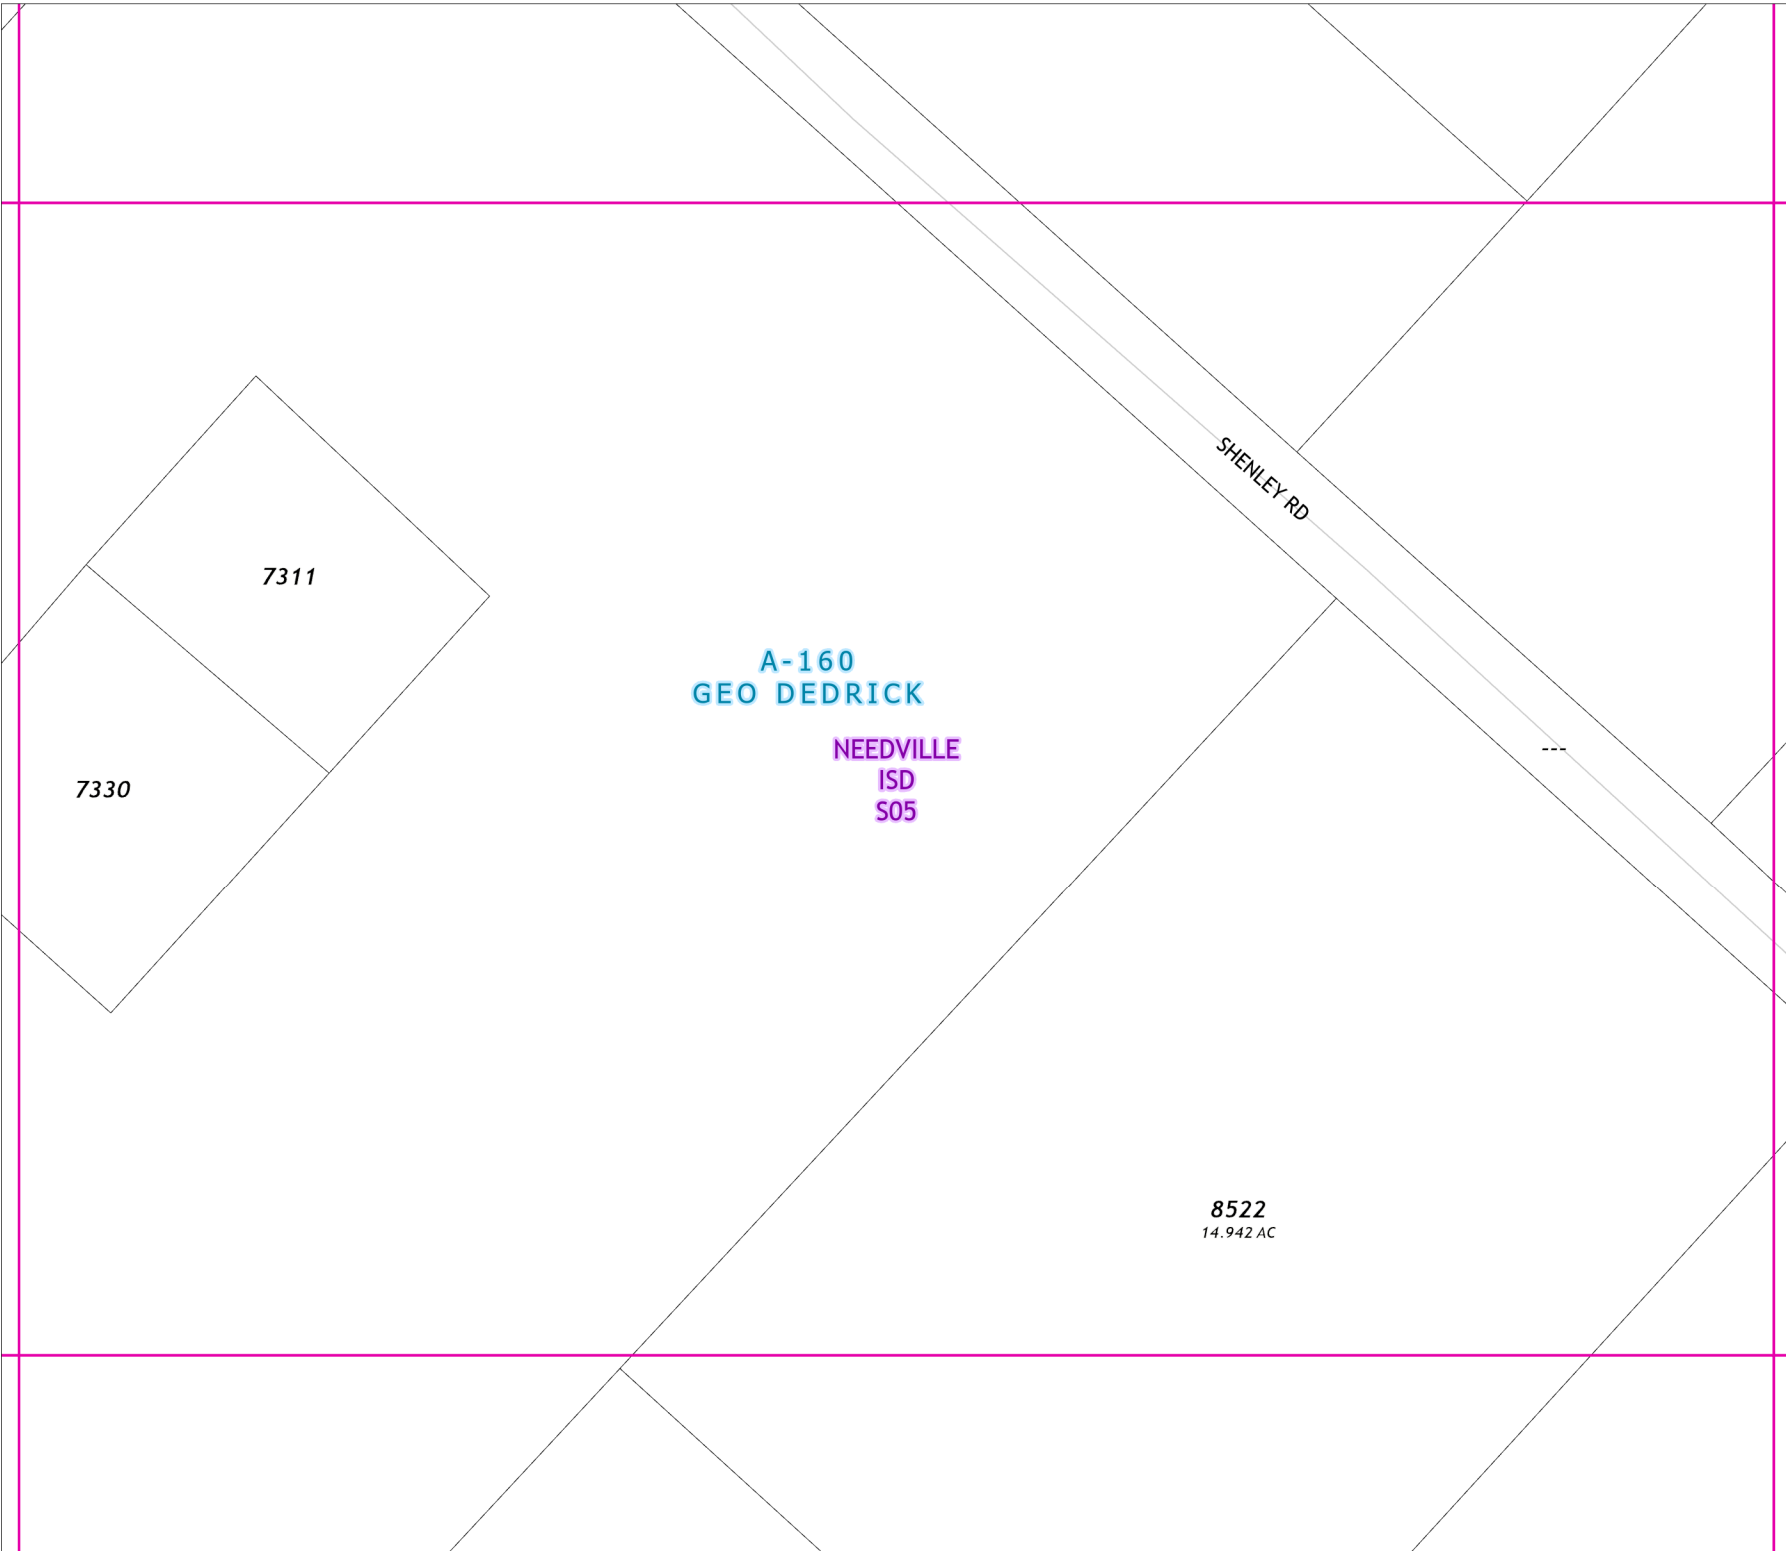 SHENLEY RD
7311
A-160
GEO DEDRICK
NEEDVILLE
ISD
S05
---
7330
8522
14.942 AC